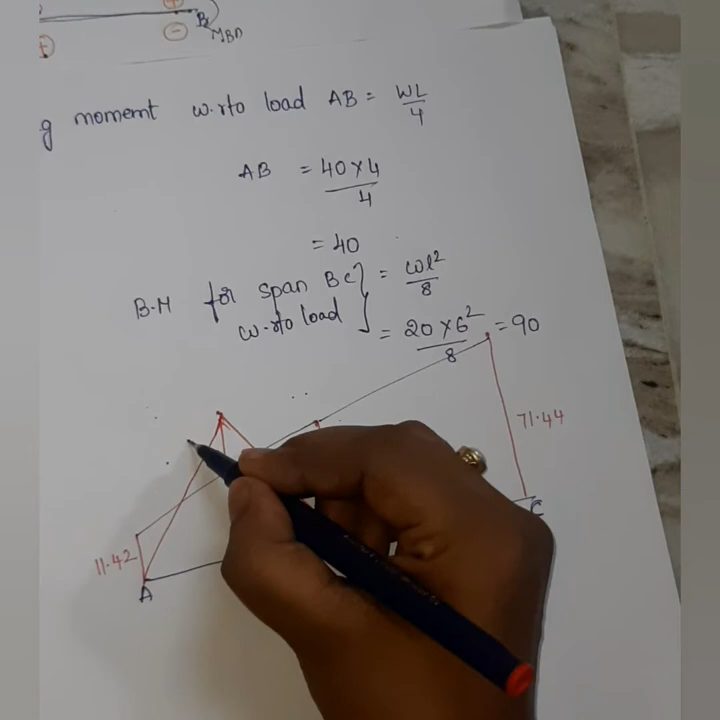 + B
+ - MBD
g moment w.r to load AB = WL/4
AB = 40×4/4
= 40
B.M for span BC } = ωl²/8
w.r to load } = 20×6²/8 = 90
71.44
C
11.42
A